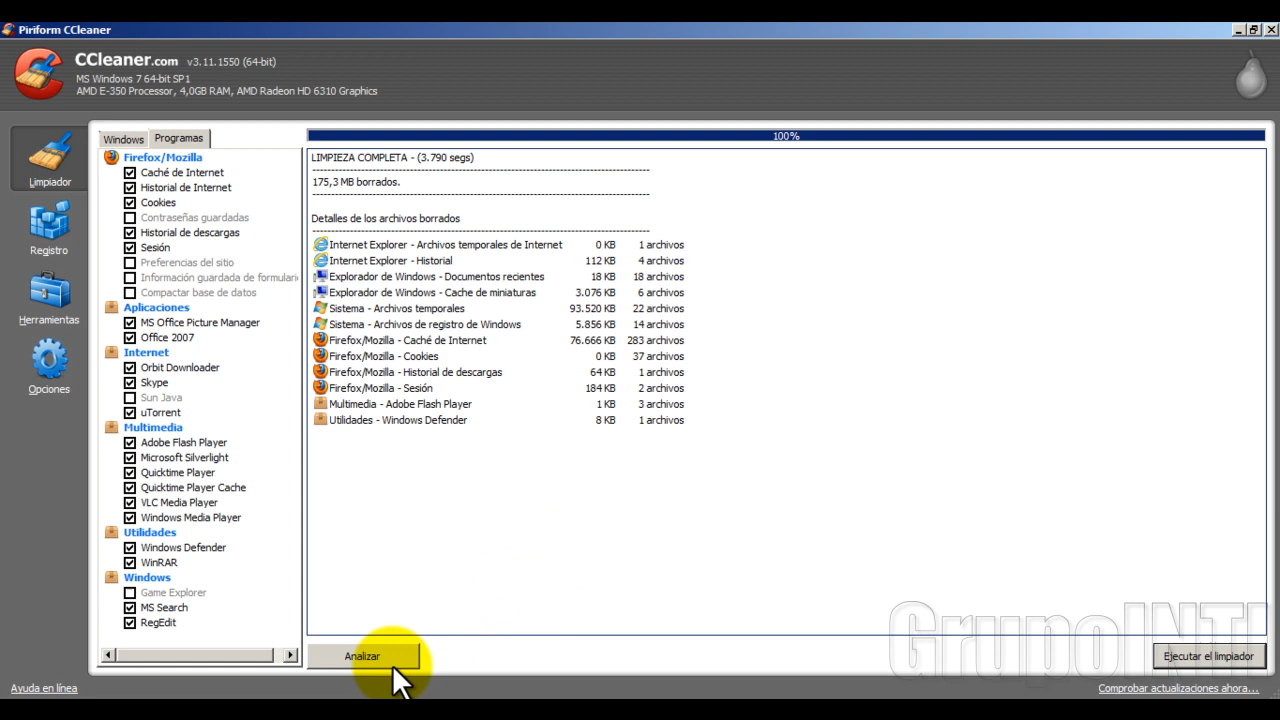 Piriform CCleaner
CCleaner.com v3.11.1550 (64-bit)
MS Windows 7 64-bit SP1
AMD E-350 Processor, 4,0GB RAM, AMD Radeon HD 6310 Graphics
Limpiador
Registro
Herramientas
Opciones
Windows Programas
Firefox/Mozilla
Caché de Internet
Historial de Internet
Cookies
Contraseñas guardadas
Historial de descargas
Sesión
Preferencias del sitio
Información guardada de formulari
Compactar base de datos
Aplicaciones
MS Office Picture Manager
Office 2007
Internet
Orbit Downloader
Skype
Sun Java
uTorrent
Multimedia
Adobe Flash Player
Microsoft Silverlight
Quicktime Player
Quicktime Player Cache
VLC Media Player
Windows Media Player
Utilidades
Windows Defender
WinRAR
Windows
Game Explorer
MS Search
RegEdit
100%
LIMPIEZA COMPLETA - (3.790 segs)
175,3 MB borrados.
Detalles de los archivos borrados
Internet Explorer - Archivos temporales de Internet 0 KB 1 archivos
Internet Explorer - Historial 112 KB 4 archivos
Explorador de Windows - Documentos recientes 18 KB 18 archivos
Explorador de Windows - Cache de miniaturas 3.076 KB 6 archivos
Sistema - Archivos temporales 93.520 KB 22 archivos
Sistema - Archivos de registro de Windows 5.856 KB 14 archivos
Firefox/Mozilla - Caché de Internet 76.666 KB 283 archivos
Firefox/Mozilla - Cookies 0 KB 37 archivos
Firefox/Mozilla - Historial de descargas 64 KB 1 archivos
Firefox/Mozilla - Sesión 184 KB 2 archivos
Multimedia - Adobe Flash Player 1 KB 3 archivos
Utilidades - Windows Defender 8 KB 1 archivos
GrupoINTI
Analizar
Ejecutar el limpiador
Ayuda en línea
Comprobar actualizaciones ahora...